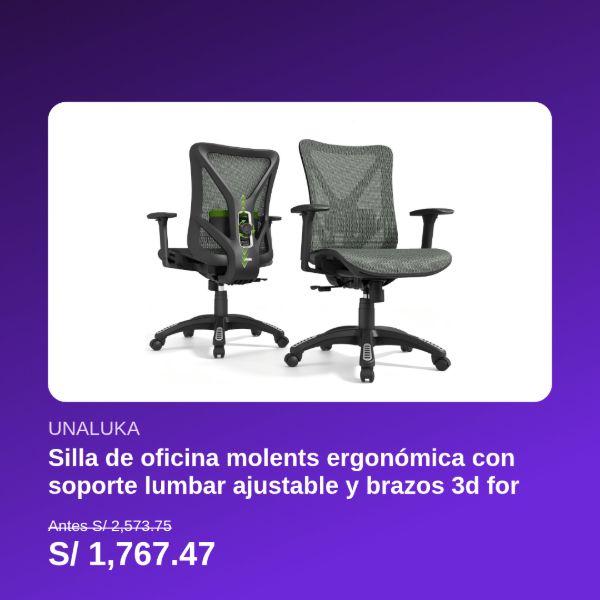 UNALUKA
Silla de oficina molents ergonómica con
soporte lumbar ajustable y brazos 3d for
Antes S/ 2,573.75
S/ 1,767.47